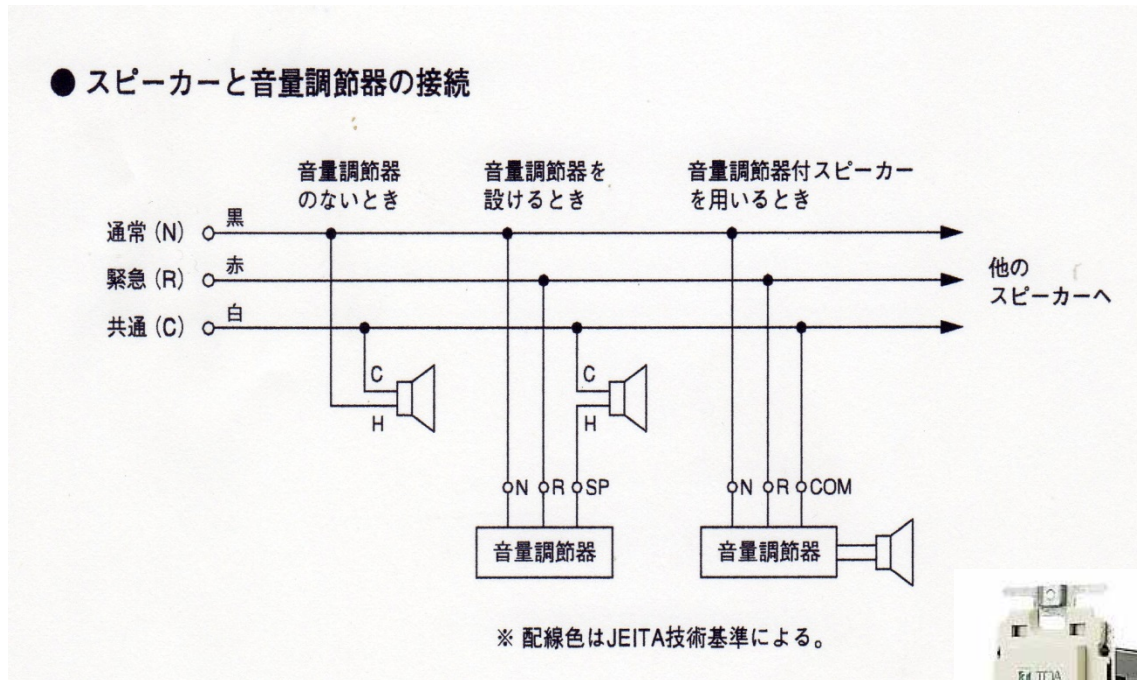 ● スピーカーと音量調節器の接続
音量調節器
のないとき
音量調節器を
設けるとき
音量調節器付スピーカー
を用いるとき
通常(N) 黒
緊急(R) 赤
共通(C) 白
他の
スピーカーへ
C
H
C
H
N R SP
N R COM
音量調節器
音量調節器
※ 配線色はJEITA技術基準による。
TOA